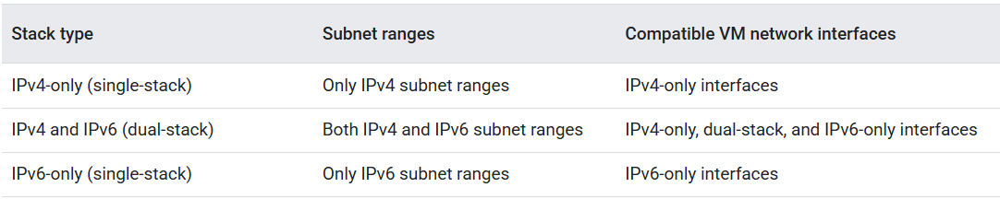 Stack type Subnet ranges Compatible VM network interfaces
IPv4-only (single-stack) Only IPv4 subnet ranges IPv4-only interfaces
IPv4 and IPv6 (dual-stack) Both IPv4 and IPv6 subnet ranges IPv4-only, dual-stack, and IPv6-only interfaces
IPv6-only (single-stack) Only IPv6 subnet ranges IPv6-only interfaces